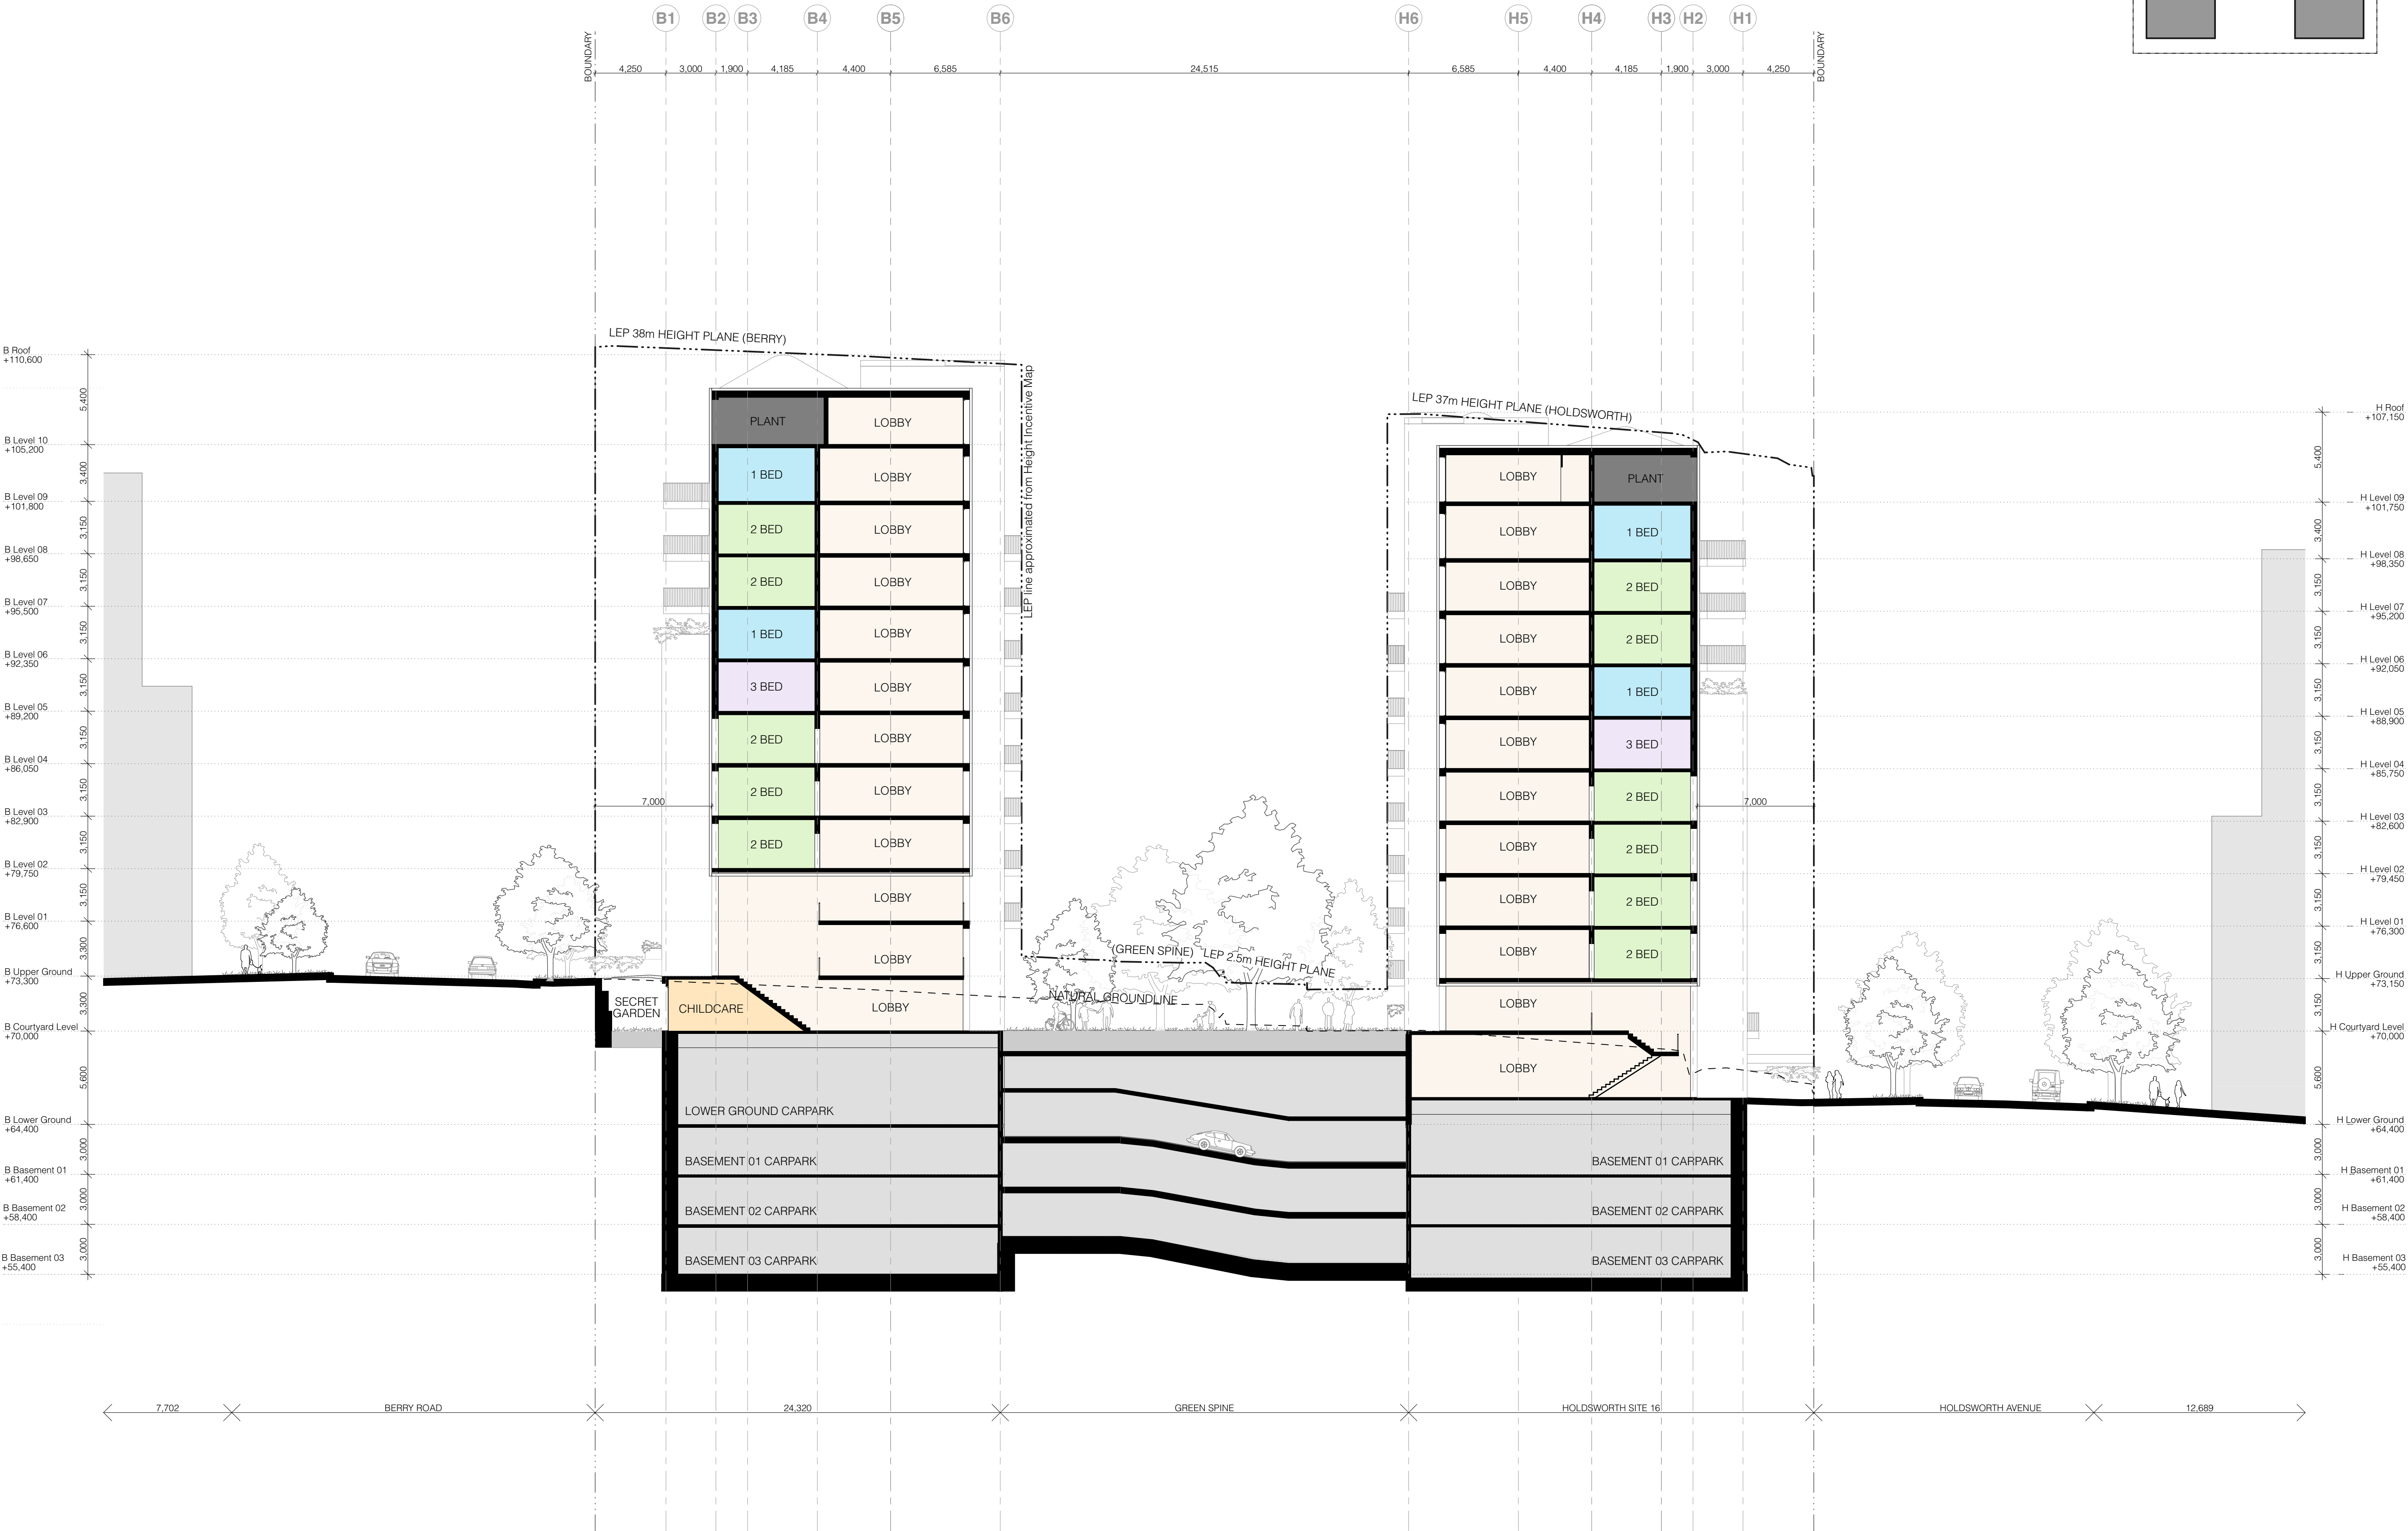 B1 B2 B3 B4 B5 B6 H6 H5 H4 H3 H2 H1
BOUNDARY
BOUNDARY
4,250 3,000 1,900 4,185 4,400 6,585 24,515 6,585 4,400 4,185 1,900 3,000 4,250
LEP 38m HEIGHT PLANE (BERRY)
LEP line approximated from Height Incentive Map
LEP 37m HEIGHT PLANE (HOLDSWORTH)
B Roof
+110,600
5,400
B Level 10
+105,200
3,400
B Level 09
+101,800
3,150
B Level 08
+98,650
3,150
B Level 07
+95,500
3,150
B Level 06
+92,350
3,150
B Level 05
+89,200
3,150
B Level 04
+86,050
3,150
B Level 03
+82,900
3,150
B Level 02
+79,750
3,150
B Level 01
+76,600
3,300
B Upper Ground
+73,300
3,300
B Courtyard Level
+70,000
5,600
B Lower Ground
+64,400
3,000
B Basement 01
+61,400
3,000
B Basement 02
+58,400
3,000
B Basement 03
+55,400
PLANT LOBBY
1 BED LOBBY
2 BED LOBBY
2 BED LOBBY
1 BED LOBBY
3 BED LOBBY
2 BED LOBBY
2 BED LOBBY
2 BED LOBBY
LOBBY
LOBBY
7,000
SECRET
GARDEN
CHILDCARE LOBBY
LOWER GROUND CARPARK
BASEMENT 01 CARPARK
BASEMENT 02 CARPARK
BASEMENT 03 CARPARK
(GREEN SPINE) LEP 2.5m HEIGHT PLANE
NATURAL GROUNDLINE
LOBBY PLANT
LOBBY 1 BED
LOBBY 2 BED
LOBBY 2 BED
LOBBY 1 BED
LOBBY 3 BED
LOBBY 2 BED
LOBBY 2 BED
LOBBY 2 BED
LOBBY 2 BED
LOBBY
LOBBY
7,000
BASEMENT 01 CARPARK
BASEMENT 02 CARPARK
BASEMENT 03 CARPARK
H Roof
+107,150
5,400
H Level 09
+101,750
3,400
H Level 08
+98,350
3,150
H Level 07
+95,200
3,150
H Level 06
+92,050
3,150
H Level 05
+88,900
3,150
H Level 04
+85,750
3,150
H Level 03
+82,600
3,150
H Level 02
+79,450
3,150
H Level 01
+76,300
3,150
H Upper Ground
+73,150
3,150
H Courtyard Level
+70,000
5,600
H Lower Ground
+64,400
3,000
H Basement 01
+61,400
3,000
H Basement 02
+58,400
3,000
H Basement 03
+55,400
7,702 BERRY ROAD 24,320 GREEN SPINE HOLDSWORTH SITE 16 HOLDSWORTH AVENUE 12,689